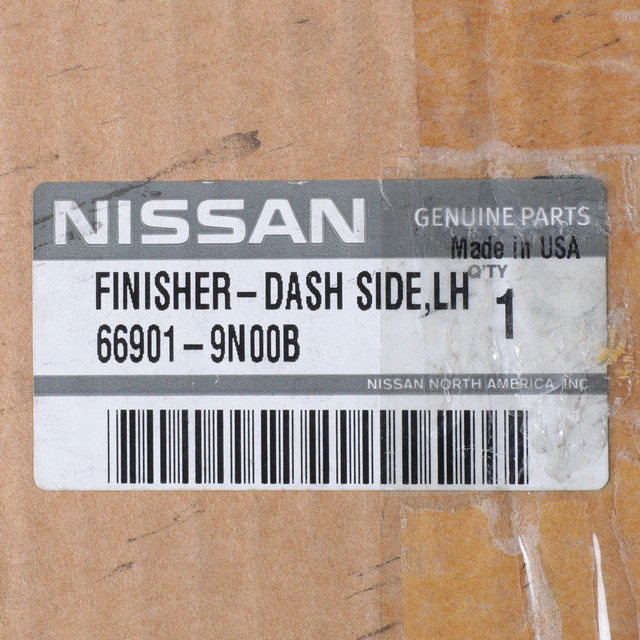 NISSAN GENUINE PARTS
Made in USA
FINISHER-DASH SIDE,LH Q'TY
66901-9N00B 1
NISSAN NORTH AMERICA, INC